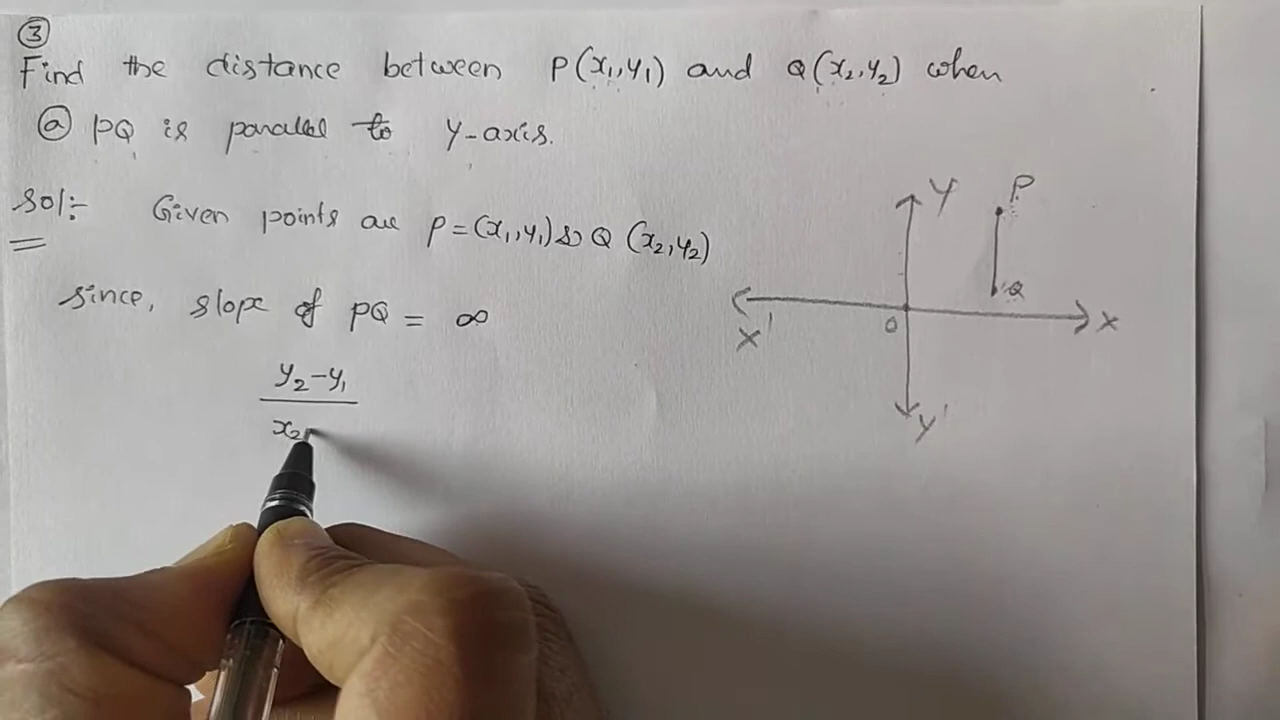 ③
Find the distance between P(x₁,y₁) and Q(x₂,y₂) when
ⓐ PQ is parallel to y-axis.
Sol:- Given points are P=(x₁,y₁) & Q (x₂,y₂)
since, slope of PQ = ∞
y₂-y₁
x₂
Y
P
Q
X'
O
X
Y'